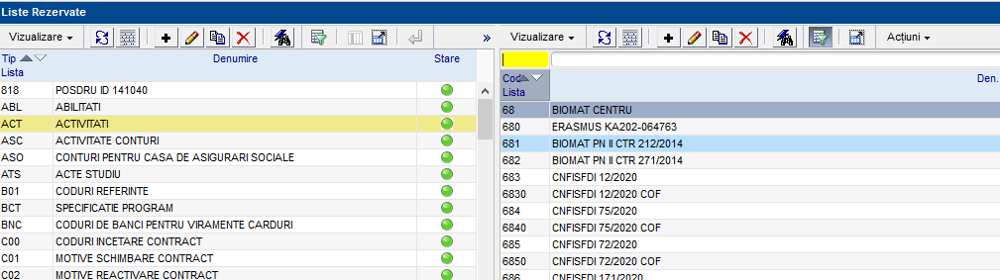 Liste Rezervate
Vizualizare
»
Tip Denumire Stare
Lista
818 POSDRU ID 141040
ABL ABILITATI
ACT ACTIVITATI
ASC ACTIVITATE CONTURI
ASO CONTURI PENTRU CASA DE ASIGURARI SOCIALE
ATS ACTE STUDIU
B01 CODURI REFERINTE
BCT SPECIFICATIE PROGRAM
BNC CODURI DE BANCI PENTRU VIRAMENTE CARDURI
C00 CODURI INCETARE CONTRACT
C01 MOTIVE SCHIMBARE CONTRACT
C02 MOTIVE REACTIVARE CONTRACT
Vizualizare Acţiuni
Cod Den.
Lista
68 BIOMAT CENTRU
680 ERASMUS KA202-064763
681 BIOMAT PN II CTR 212/2014
682 BIOMAT PN II CTR 271/2014
683 CNFISFDI 12/2020
6830 CNFISFDI 12/2020 COF
684 CNFISFDI 75/2020
6840 CNFISFDI 75/2020 COF
685 CNFISFDI 72/2020
6850 CNFISFDI 72/2020 COF
686 CNFISFDI 171/2020